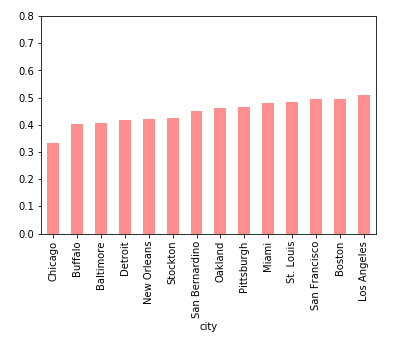 0.8
0.7
0.6
0.5
0.4
0.3
0.2
0.1
0.0
Chicago
Buffalo
Baltimore
Detroit
New Orleans
Stockton
San Bernardino
Oakland
Pittsburgh
Miami
St. Louis
San Francisco
Boston
Los Angeles
city